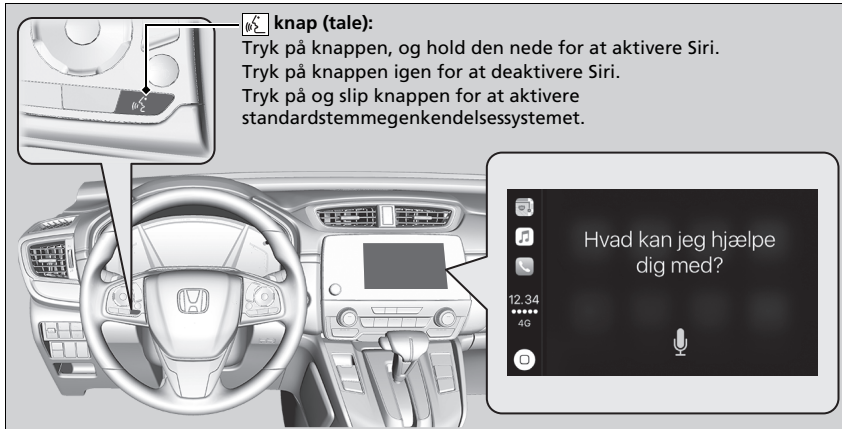 knap (tale):
Tryk på knappen, og hold den nede for at aktivere Siri.
Tryk på knappen igen for at deaktivere Siri.
Tryk på og slip knappen for at aktivere
standardstemmegenkendelsessystemet.
Hvad kan jeg hjælpe
dig med?
12.34
4G